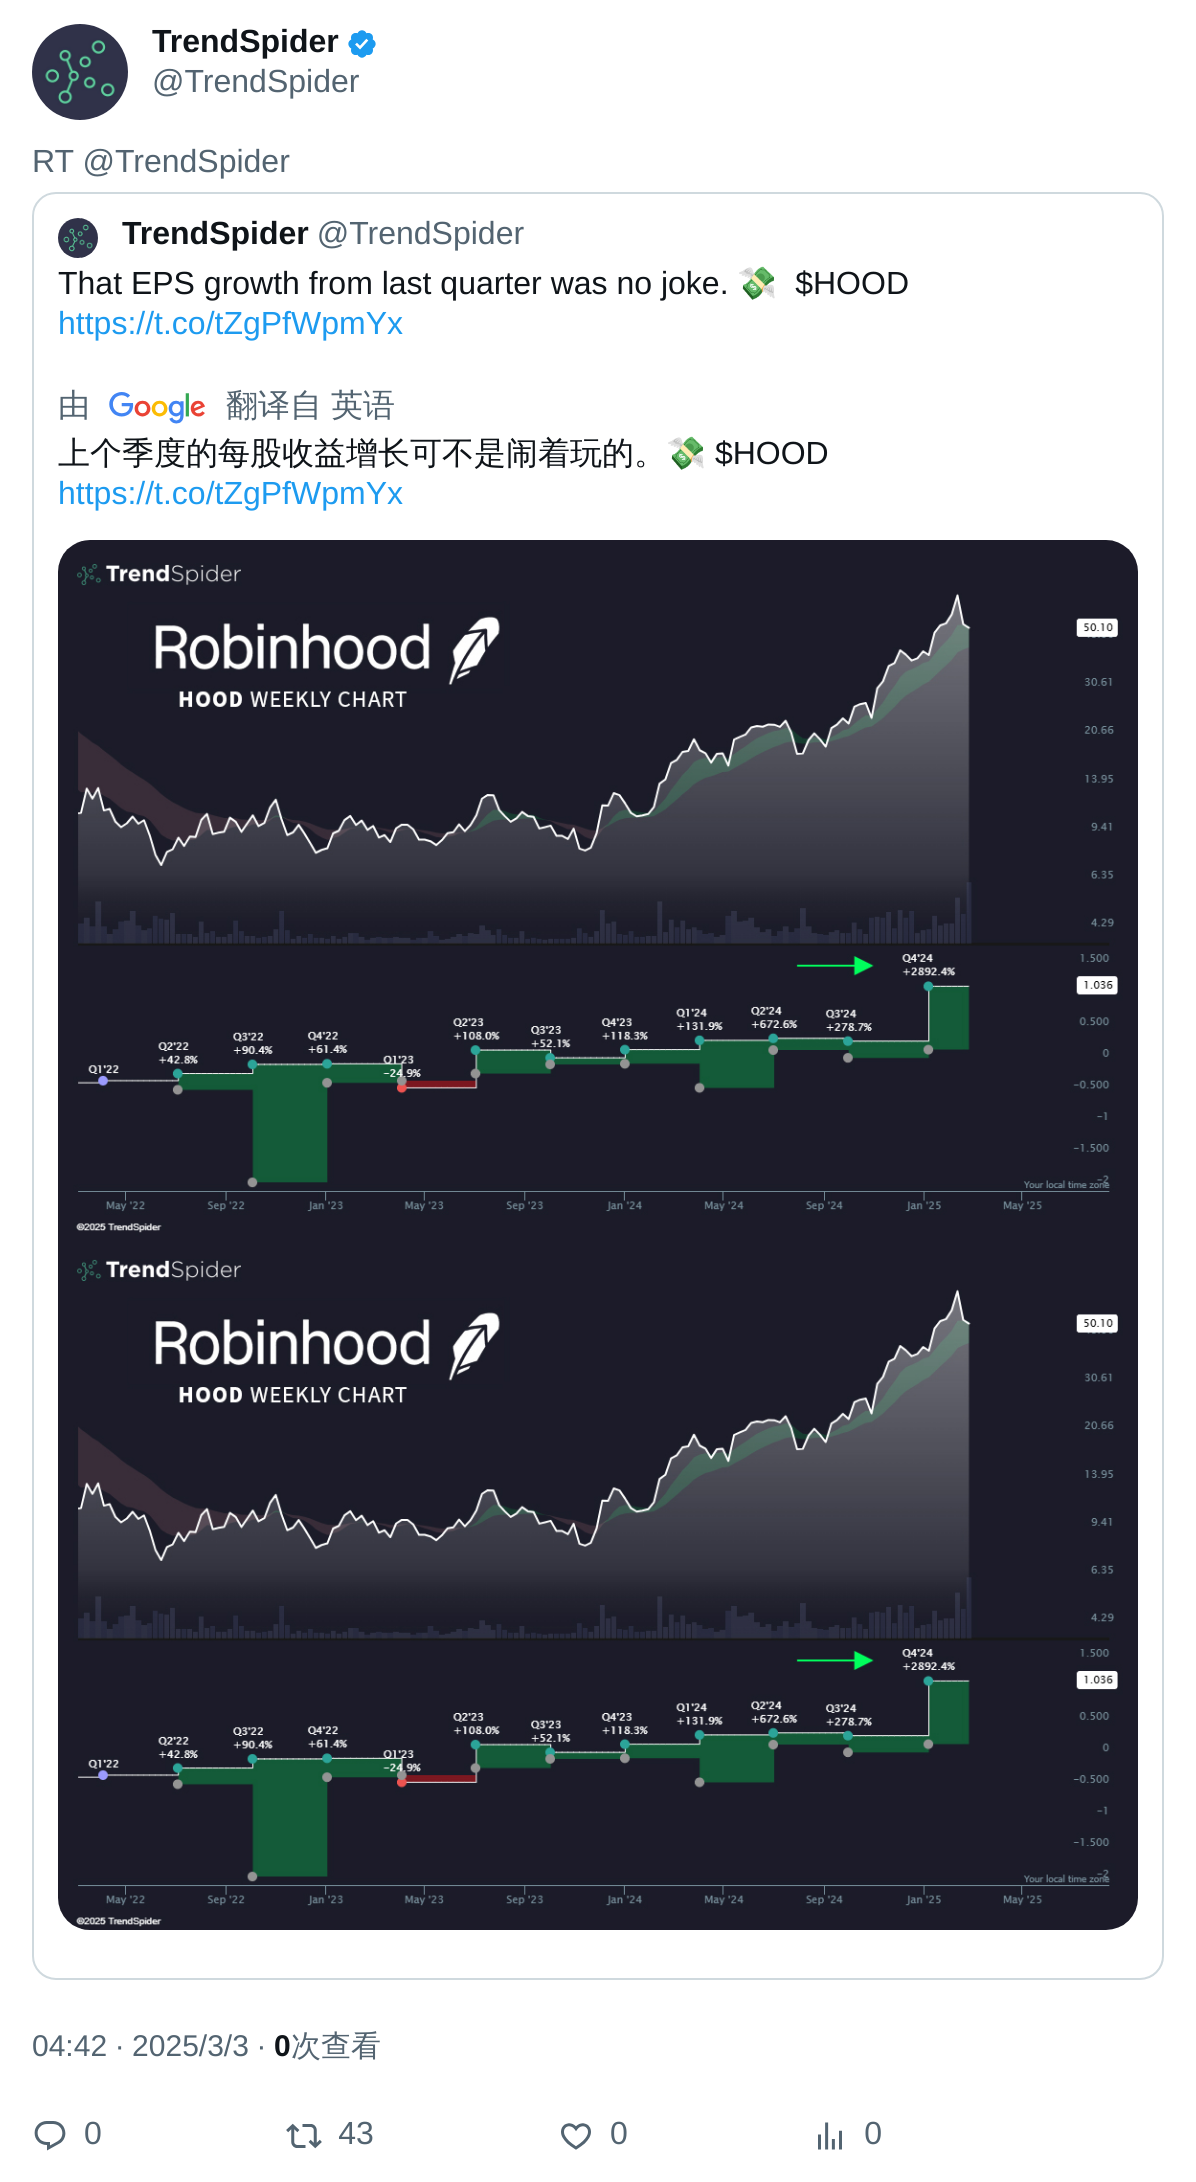 TrendSpider
@TrendSpider
RT @TrendSpider
TrendSpider @TrendSpider
That EPS growth from last quarter was no joke. 💸 $HOOD
https://t.co/tZgPfWpmYx
由 Google 翻译自 英语
上个季度的每股收益增长可不是闹着玩的。💸 $HOOD
https://t.co/tZgPfWpmYx
TrendSpider
Robinhood
HOOD WEEKLY CHART
50.10
30.61
20.66
13.95
9.41
6.35
4.29
Q4'24
+2892.4%
1.500
1.036
0.500
0
−0.500
−1
−1.500
−2
Q1'22
Q2'22
+42.8%
Q3'22
+90.4%
Q4'22
+61.4%
Q1'23
−24.9%
Q2'23
+108.0%
Q3'23
+52.1%
Q4'23
+118.3%
Q1'24
+131.9%
Q2'24
+672.6%
Q3'24
+278.7%
Your local time zone
May '22 Sep '22 Jan '23 May '23 Sep '23 Jan '24 May '24 Sep '24 Jan '25 May '25
©2025 TrendSpider
TrendSpider
Robinhood
HOOD WEEKLY CHART
50.10
30.61
20.66
13.95
9.41
6.35
4.29
Q4'24
+2892.4%
1.500
1.036
0.500
0
−0.500
−1
−1.500
−2
Q1'22
Q2'22
+42.8%
Q3'22
+90.4%
Q4'22
+61.4%
Q1'23
−24.9%
Q2'23
+108.0%
Q3'23
+52.1%
Q4'23
+118.3%
Q1'24
+131.9%
Q2'24
+672.6%
Q3'24
+278.7%
Your local time zone
May '22 Sep '22 Jan '23 May '23 Sep '23 Jan '24 May '24 Sep '24 Jan '25 May '25
©2025 TrendSpider
04:42 · 2025/3/3 · 0次查看
0 43 0 0